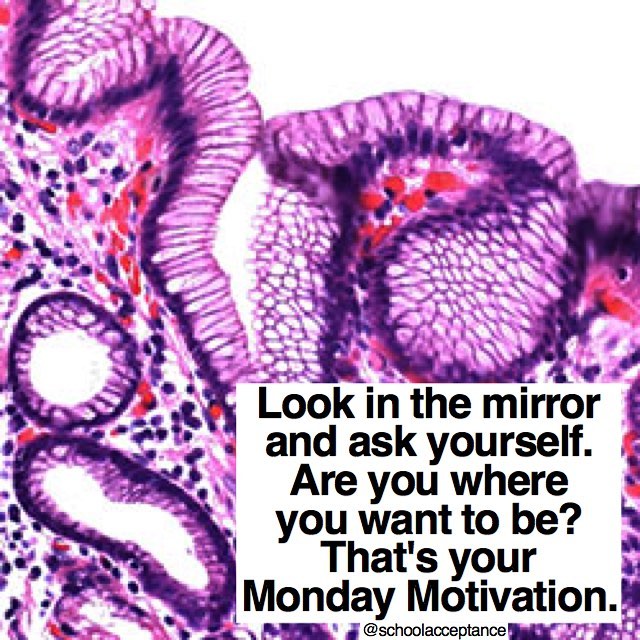 Look in the mirror
and ask yourself.
Are you where
you want to be?
That's your
Monday Motivation.
@schoolacceptance